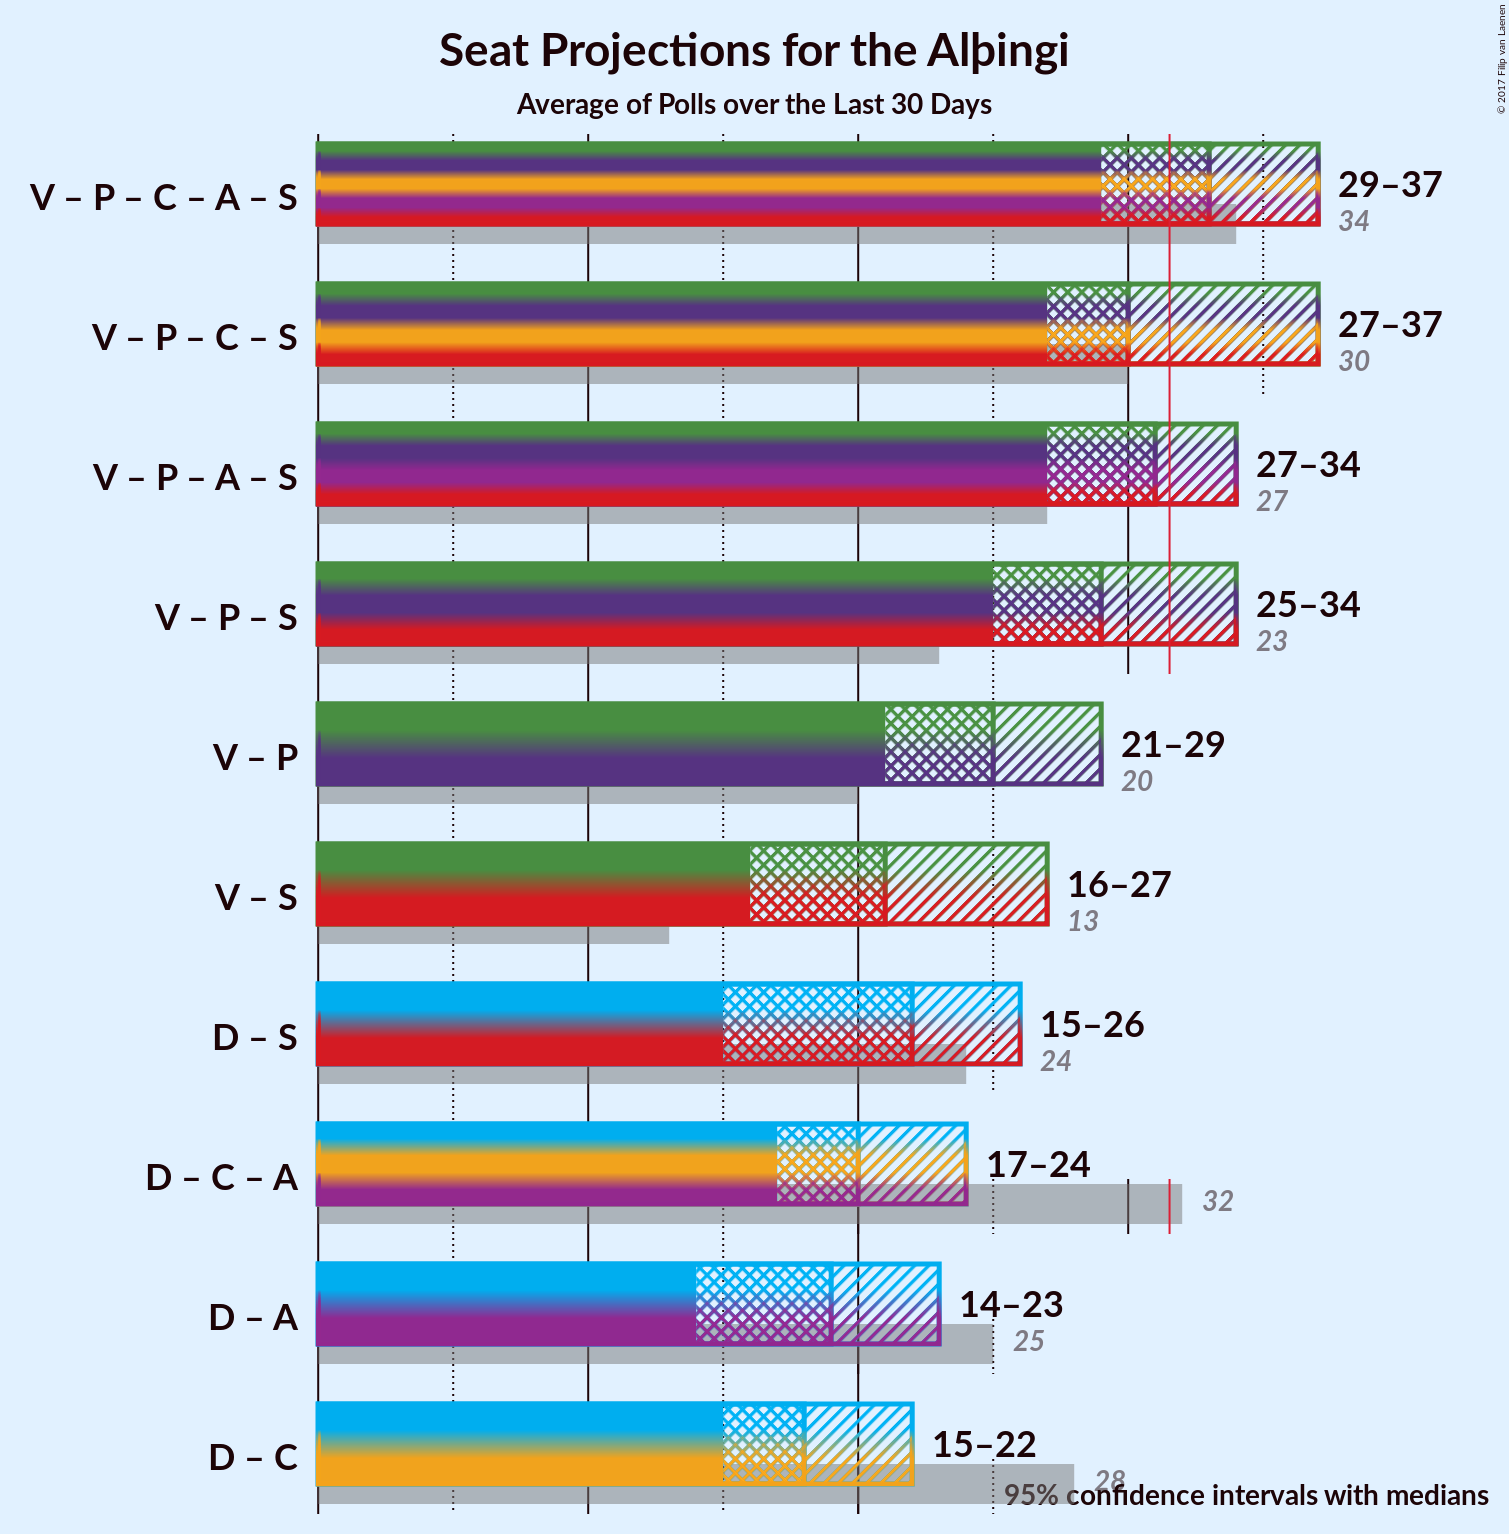 Seat Projections for the Alþingi
Average of Polls over the Last 30 Days
© 2017 Filip van Laenen
V – P – C – A – S
29–37
34
V – P – C – S
27–37
30
V – P – A – S
27–34
27
V – P – S
25–34
23
V – P
21–29
20
V – S
16–27
13
D – S
15–26
24
D – C – A
17–24
32
D – A
14–23
25
D – C
15–22
28
95% confidence intervals with medians